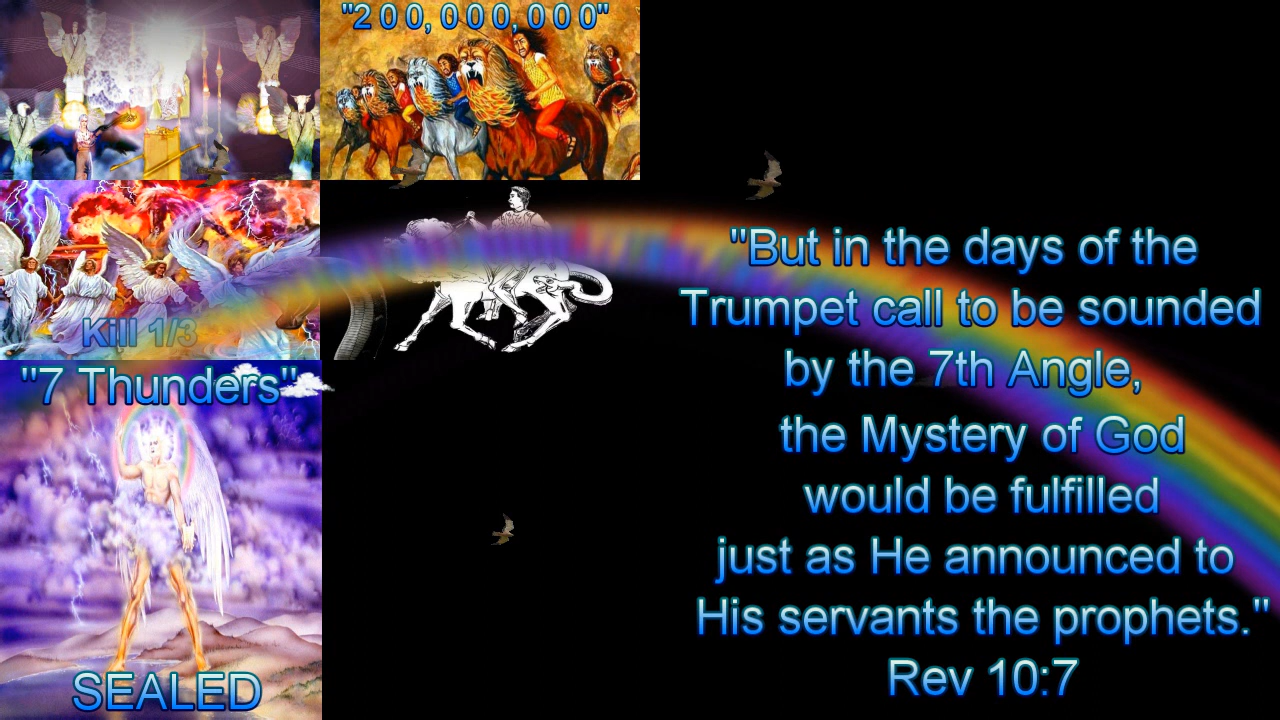 "200,000,000"
Kill 1/3
"7 Thunders"
SEALED
"But in the days of the
Trumpet call to be sounded
by the 7th Angle,
the Mystery of God
would be fulfilled
just as He announced to
His servants the prophets."
Rev 10:7